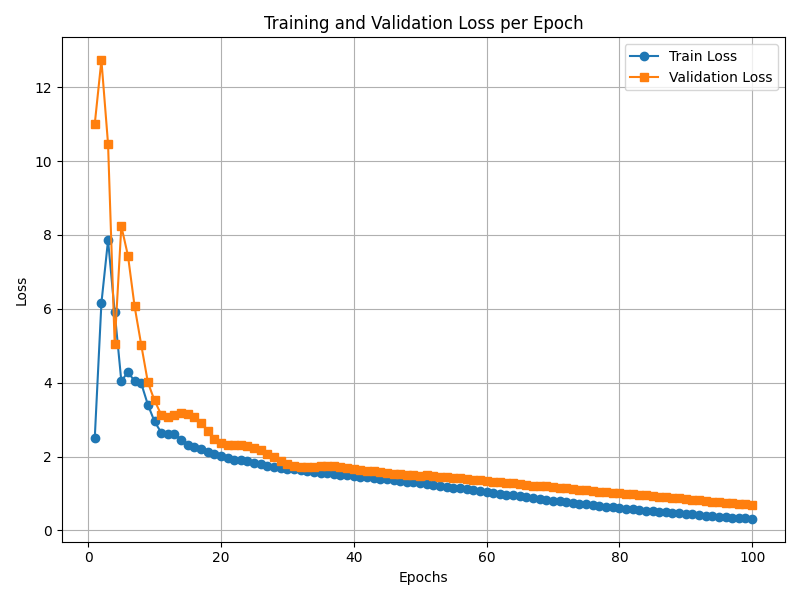 Training and Validation Loss per Epoch
Train Loss
Validation Loss
12
10
8
6
4
2
0
Loss
0 20 40 60 80 100
Epochs